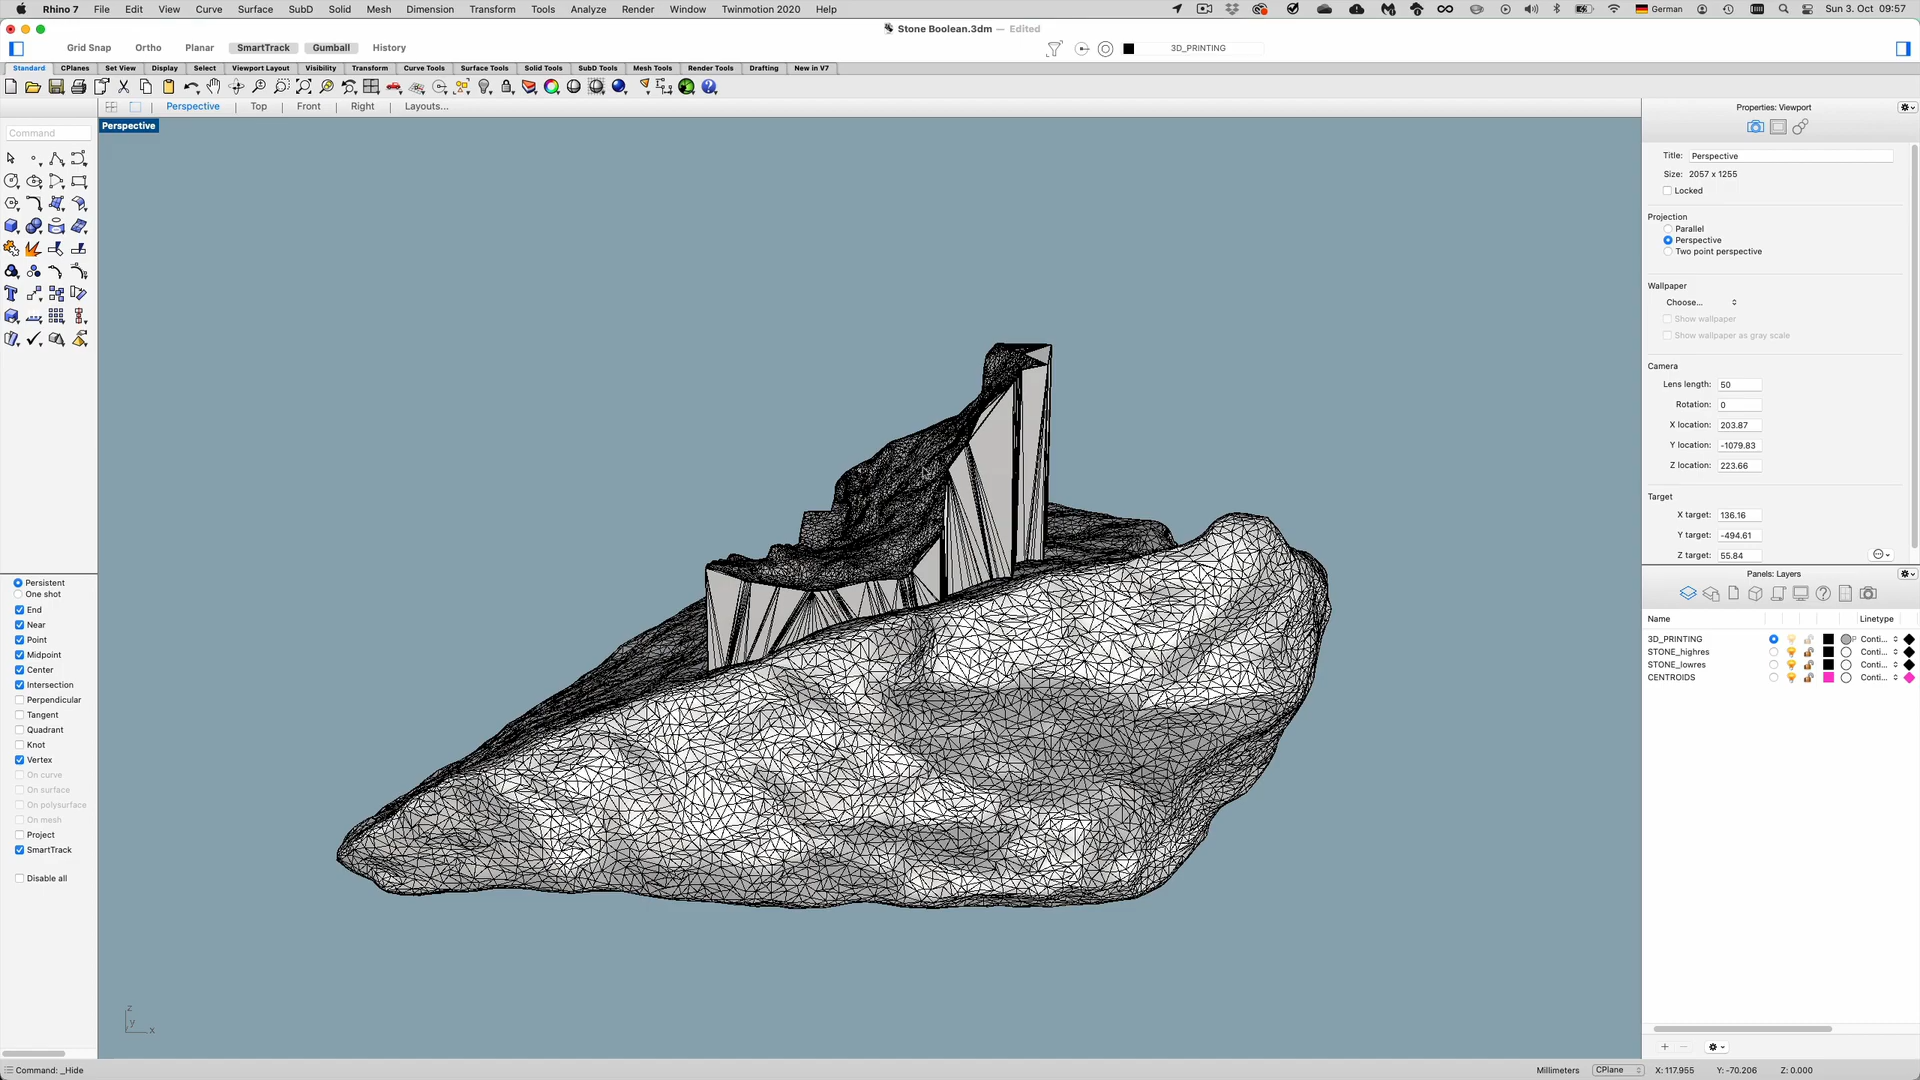 Rhino 7 File Edit View Curve Surface SubD Solid Mesh Dimension Transform Tools Analyze Render Window Twinmotion 2020 Help German Sun 3. Oct 09:57
Stone Boolean.3dm — Edited
Grid Snap Ortho Planar SmartTrack Gumball History 3D_PRINTING
Standard CPlanes Set View Display Select Viewport Layout Visibility Transform Curve Tools Surface Tools Solid Tools SubD Tools Mesh Tools Render Tools Drafting New in V7
Perspective Top Front Right Layouts...
Perspective
Command
Persistent
One shot
End
Near
Point
Midpoint
Center
Intersection
Perpendicular
Tangent
Quadrant
Knot
Vertex
On curve
On surface
On polysurface
On mesh
Project
SmartTrack
Disable all
z
y
x
Properties: Viewport
Title: Perspective
Size: 2057 x 1255
Locked
Projection
Parallel
Perspective
Two point perspective
Wallpaper
Choose...
Show wallpaper
Show wallpaper as gray scale
Camera
Lens length: 50
Rotation: 0
X location: 203.87
Y location: -1079.83
Z location: 223.66
Target
X target: 136.16
Y target: -494.61
Z target: 55.84
Panels: Layers
Name Linetype
3D_PRINTING Conti...
STONE_highres Conti...
STONE_lowres Conti...
CENTROIDS Conti...
Command: _Hide Millimeters CPlane X: 117.955 Y: -70.206 Z: 0.000